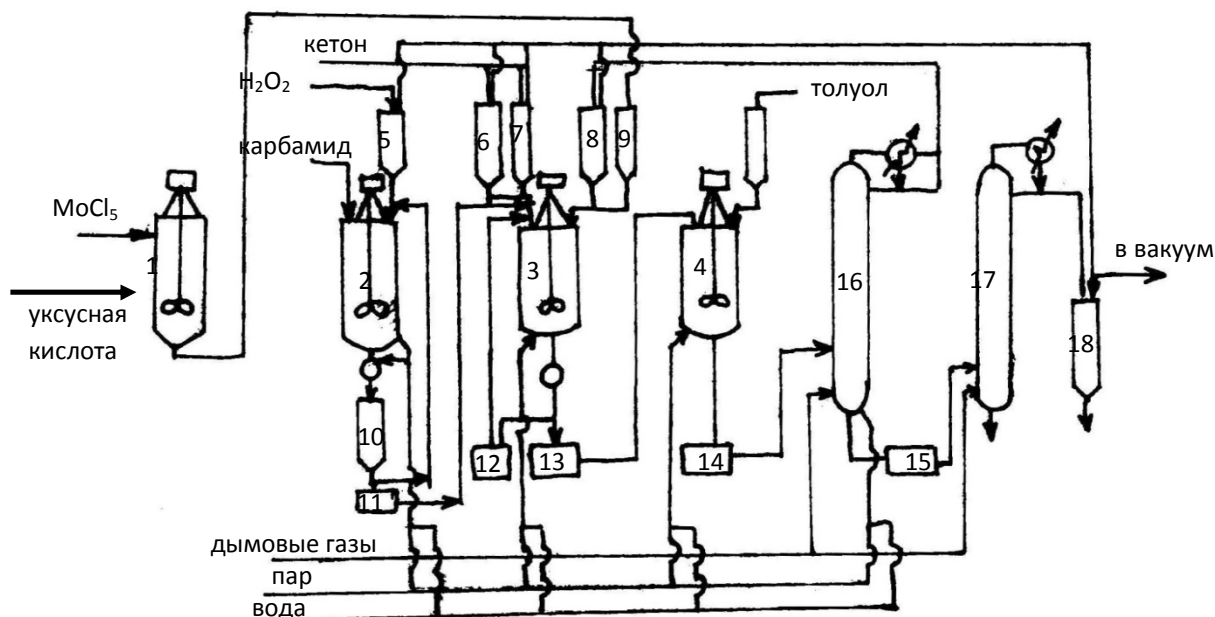 кетон
H₂O₂
карбамид
MoCl₅
уксусная
кислота
толуол
в вакуум
дымовые газы
пар
вода
1
2
3
4
5
6
7
8
9
10
11
12
13
14
15
16
17
18